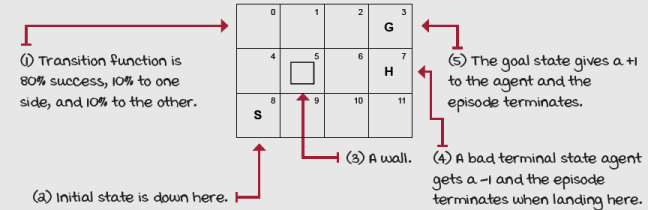 0 1 2 3
G
(1) Transition function is
80% success, 10% to one
side, and 10% to the other.
4 5 6 7
H
(5) The goal state gives a +1
to the agent and the
episode terminates.
8 9 10 11
S
(3) A wall.
(4) A bad terminal state agent
gets a -1 and the episode
terminates when landing here.
(2) Initial state is down here.